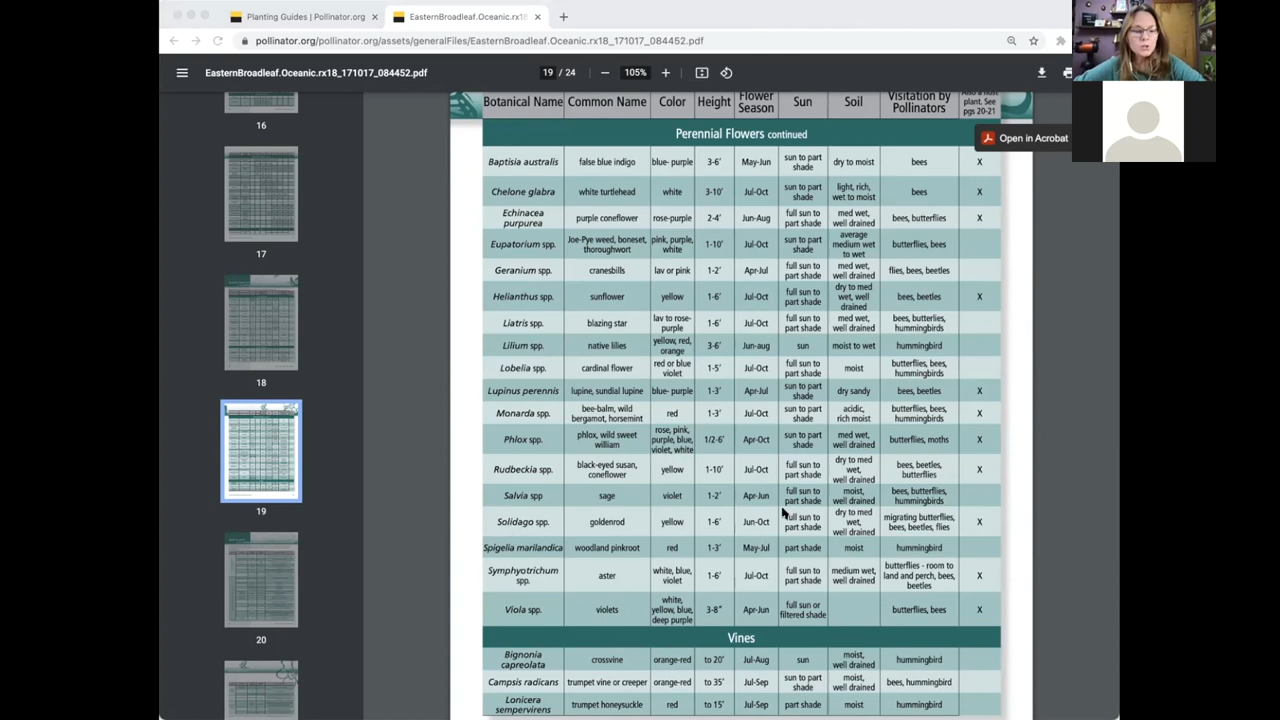 Planting Guides | Pollinator.org
EasternBroadleaf.Oceanic.rx18
pollinator.org/pollinator.org/assets/generalFiles/EasternBroadleaf.Oceanic.rx18_171017_084452.pdf
EasternBroadleaf.Oceanic.rx18_171017_084452.pdf 19 / 24 105%
Open in Acrobat
16
17
18
19
20
Botanical Name Common Name Color Height Flower Season Sun Soil Visitation by Pollinators Also a host plant. See pgs 20-21
Perennial Flowers continued
Baptisia australis false blue indigo blue- purple 3-6' May-Jun sun to part shade dry to moist bees X
Chelone glabra white turtlehead white 3-10' Jul-Oct sun to part shade light, rich, wet to moist bees X
Echinacea purpurea purple coneflower rose-purple 2-4' Jun-Aug full sun to part shade med wet, well drained bees, butterflies X
Eupatorium spp. Joe-Pye weed, boneset, thoroughwort pink, purple, white 1-10' Jul-Oct sun to part shade average medium wet to wet butterflies, bees
Geranium spp. cranesbills lav or pink 1-2' Apr-Jul full sun to part shade med wet, well drained flies, bees, beetles
Helianthus spp. sunflower yellow 1-6' Jul-Oct full sun to part shade dry to med wet, well drained bees, beetles X
Liatris spp. blazing star lav to rose-purple 1-6' Jul-Oct full sun to part shade med wet, well drained bees, butterlies, hummingbirds
Lilium spp. native lilies yellow, red, orange 3-6' Jun-aug sun moist to wet hummingbird
Lobelia spp. cardinal flower red or blue violet 1-5' Jul-Oct full sun to part shade moist butterflies, bees, hummingbirds
Lupinus perennis lupine, sundial lupine blue- purple 1-3' Apr-Jul sun to part shade dry sandy bees, beetles X
Monarda spp. bee-balm, wild bergamot, horsemint red 1-3' Jul-Oct sun to part shade acidic, rich moist butterflies, bees, hummingbirds X
Phlox spp. phlox, wild sweet william rose, pink, purple, blue, violet, white 1/2-6' Apr-Oct sun to part shade med wet, well drained butterflies, moths X
Rudbeckia spp. black-eyed susan, coneflower yellow 1-10' Jul-Oct full sun to part shade dry to med wet, well drained bees, beetles, butterflies X
Salvia spp sage violet 1-2' Apr-Jun full sun to part shade moist, well drained bees, butterflies, hummingbirds
Solidago spp. goldenrod yellow 1-6' Jun-Oct full sun to part shade dry to med wet, well drained migrating butterflies, bees, beetles, flies X
Spigelia marilandica woodland pinkroot red 1-3' May-Jul part shade moist hummingbird
Symphyotrichum spp. aster white, blue, violet 1-6' Jul-Oct full sun to part shade medium wet, well drained butterflies - room to land and perch, bees, beetles X
Viola spp. violets white, yellow, blue, deep purple 3-8" Apr-Jun full sun or filtered shade butterflies, bees X
Vines
Bignonia capreolata crossvine orange-red to 20' Jul-Aug sun moist, well drained hummingbird
Campsis radicans trumpet vine or creeper orange-red to 35' Jul-Sep sun to part shade moist, well drained bees, hummingbird
Lonicera sempervirens trumpet honeysuckle red to 15' Jul-Sep part shade moist hummingbird